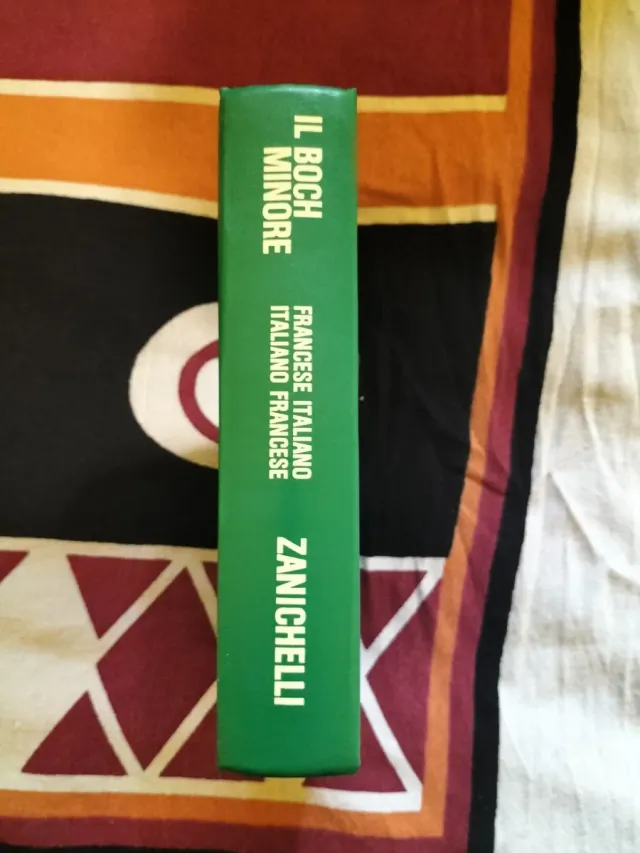 IL BOCH
MINORE
FRANCESE ITALIANO
ITALIANO FRANCESE
ZANICHELLI